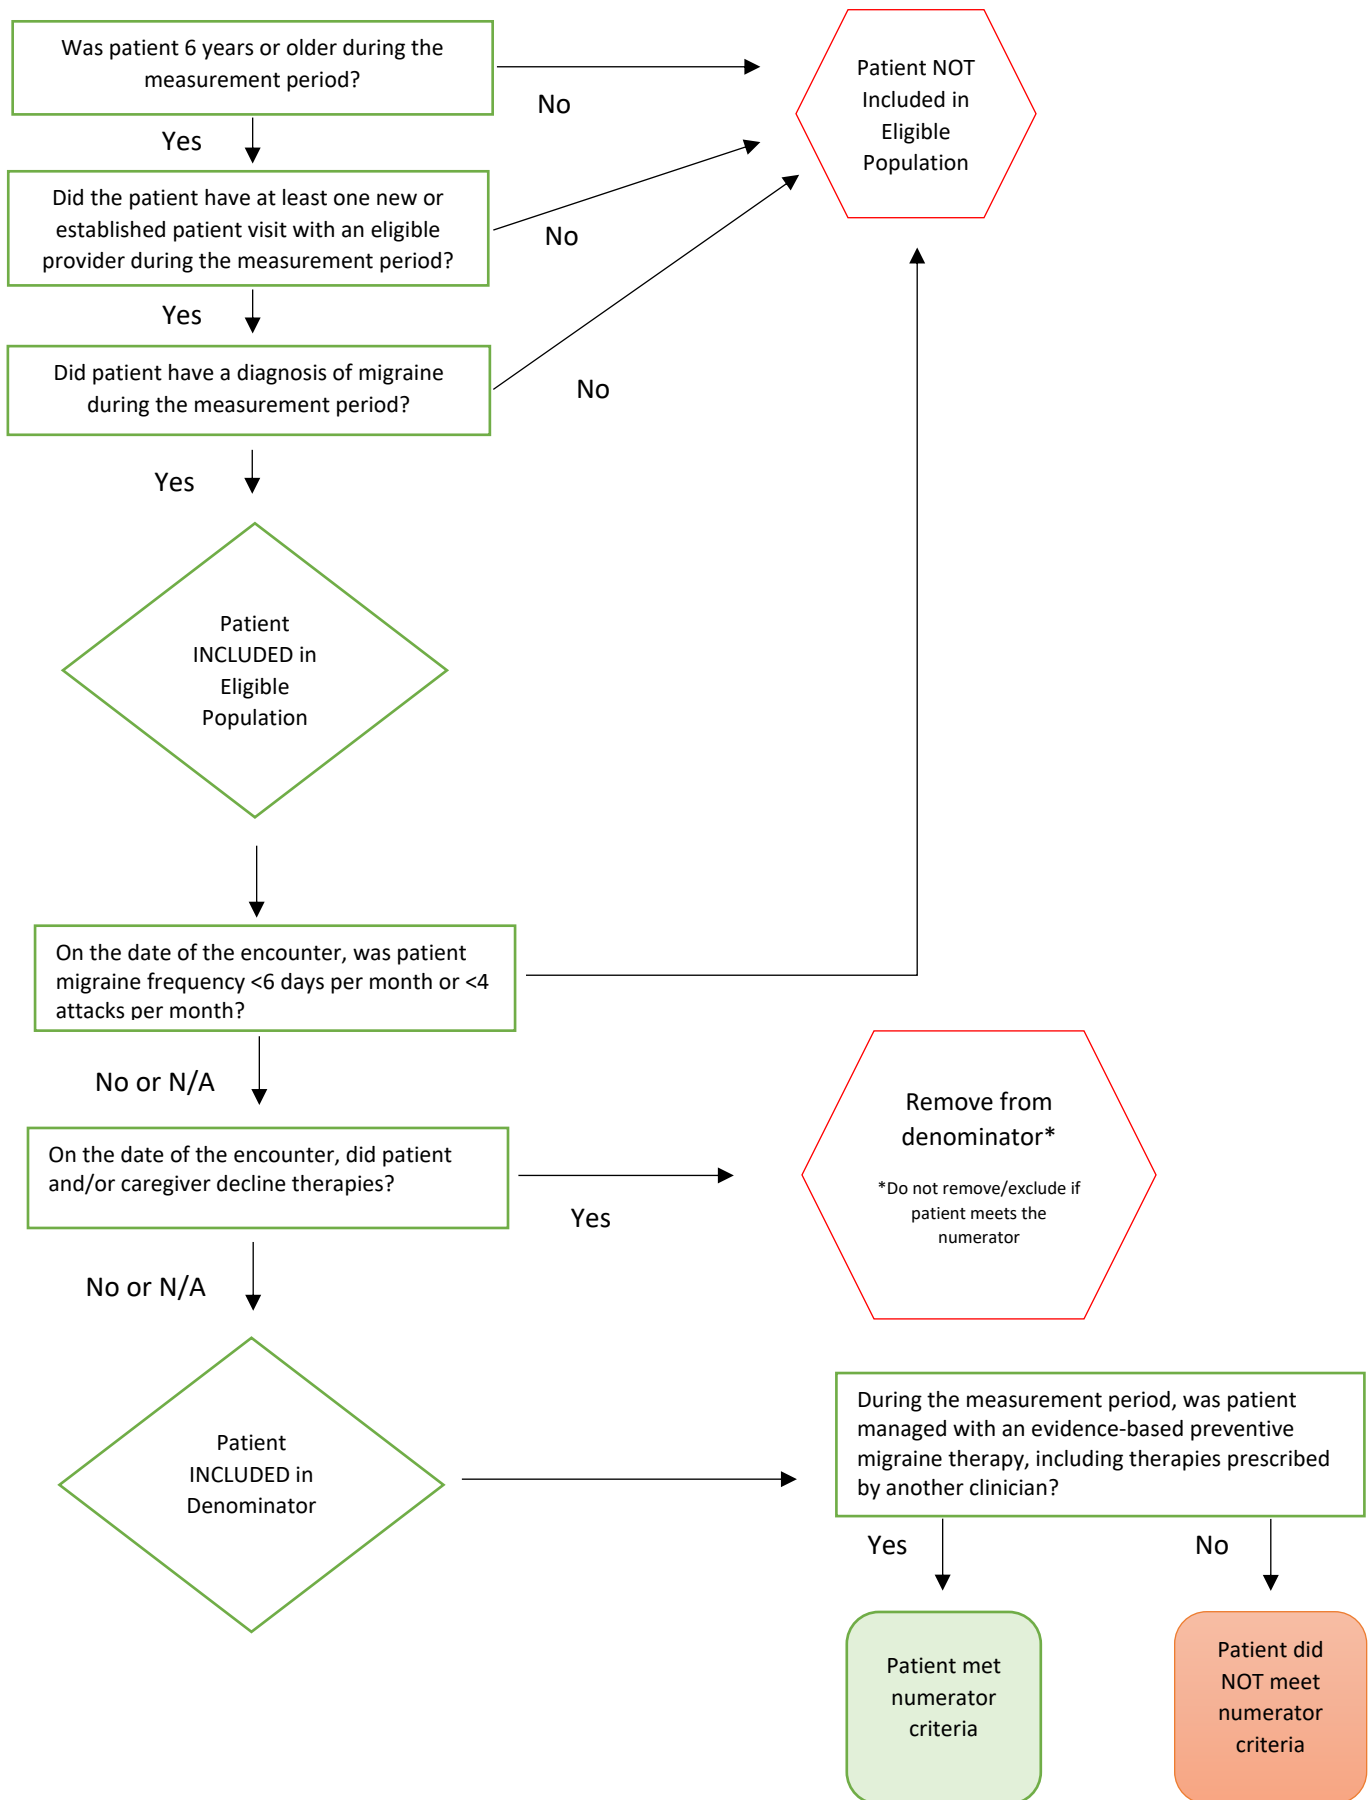 Was patient 6 years or older during the
measurement period?
No
Patient NOT
Included in
Eligible
Population
Yes
Did the patient have at least one new or
established patient visit with an eligible
provider during the measurement period?
No
Yes
Did patient have a diagnosis of migraine
during the measurement period?
No
Yes
Patient
INCLUDED in
Eligible
Population
On the date of the encounter, was patient
migraine frequency <6 days per month or <4
attacks per month?
No or N/A
On the date of the encounter, did patient
and/or caregiver decline therapies?
Yes
Remove from
denominator*
*Do not remove/exclude if
patient meets the
numerator
No or N/A
Patient
INCLUDED in
Denominator
During the measurement period, was patient
managed with an evidence-based preventive
migraine therapy, including therapies prescribed
by another clinician?
Yes
No
Patient met
numerator
criteria
Patient did
NOT meet
numerator
criteria